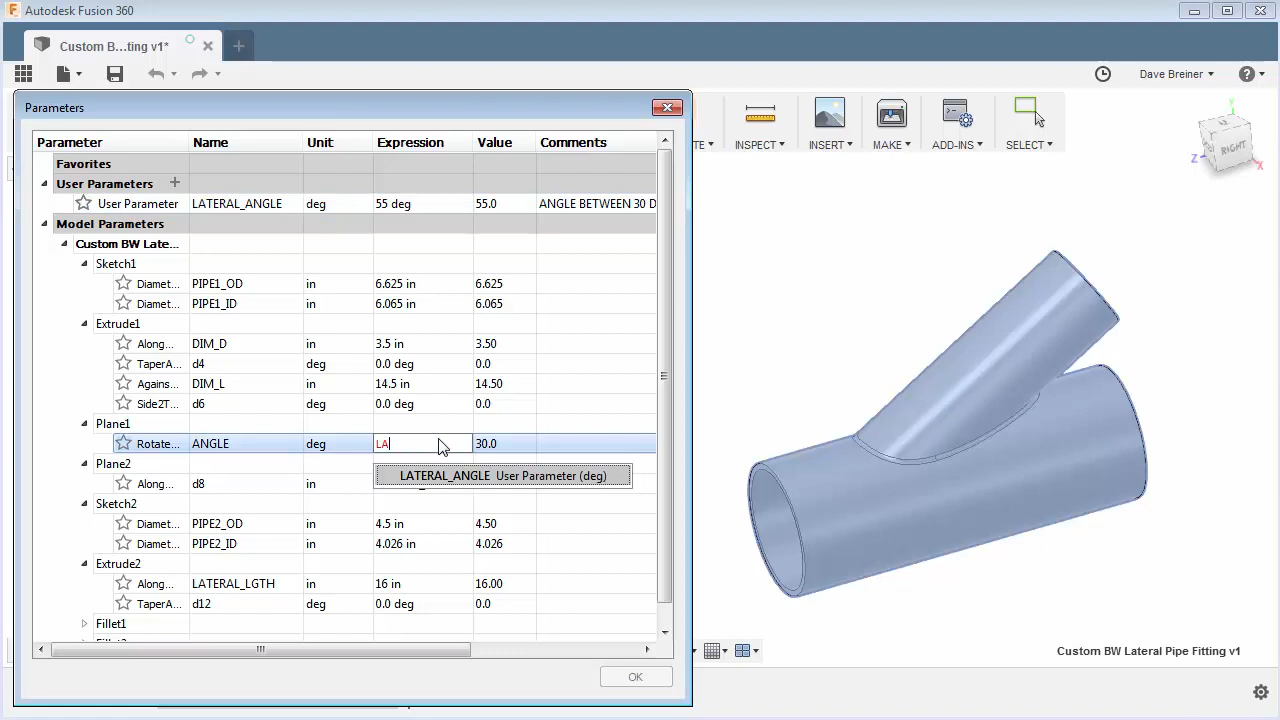 Autodesk Fusion 360
Custom B...ting v1*
Dave Breiner
Parameters
INSPECT
INSERT
MAKE
ADD-INS
SELECT
RIGHT
Z
X
Y
Parameter Name Unit Expression Value Comments
Favorites
User Parameters
User Parameter LATERAL_ANGLE deg 55 deg 55.0 ANGLE BETWEEN 30 D
Model Parameters
Custom BW Late...
Sketch1
Diamet... PIPE1_OD in 6.625 in 6.625
Diamet... PIPE1_ID in 6.065 in 6.065
Extrude1
Along... DIM_D in 3.5 in 3.50
TaperA... d4 deg 0.0 deg 0.0
Agains... DIM_L in 14.5 in 14.50
Side2T... d6 deg 0.0 deg 0.0
Plane1
Rotate... ANGLE deg LA 30.0
Plane2
LATERAL_ANGLE User Parameter (deg)
Along... d8 in
Sketch2
Diamet... PIPE2_OD in 4.5 in 4.50
Diamet... PIPE2_ID in 4.026 in 4.026
Extrude2
Along... LATERAL_LGTH in 16 in 16.00
TaperA... d12 deg 0.0 deg 0.0
Fillet1
OK
Custom BW Lateral Pipe Fitting v1